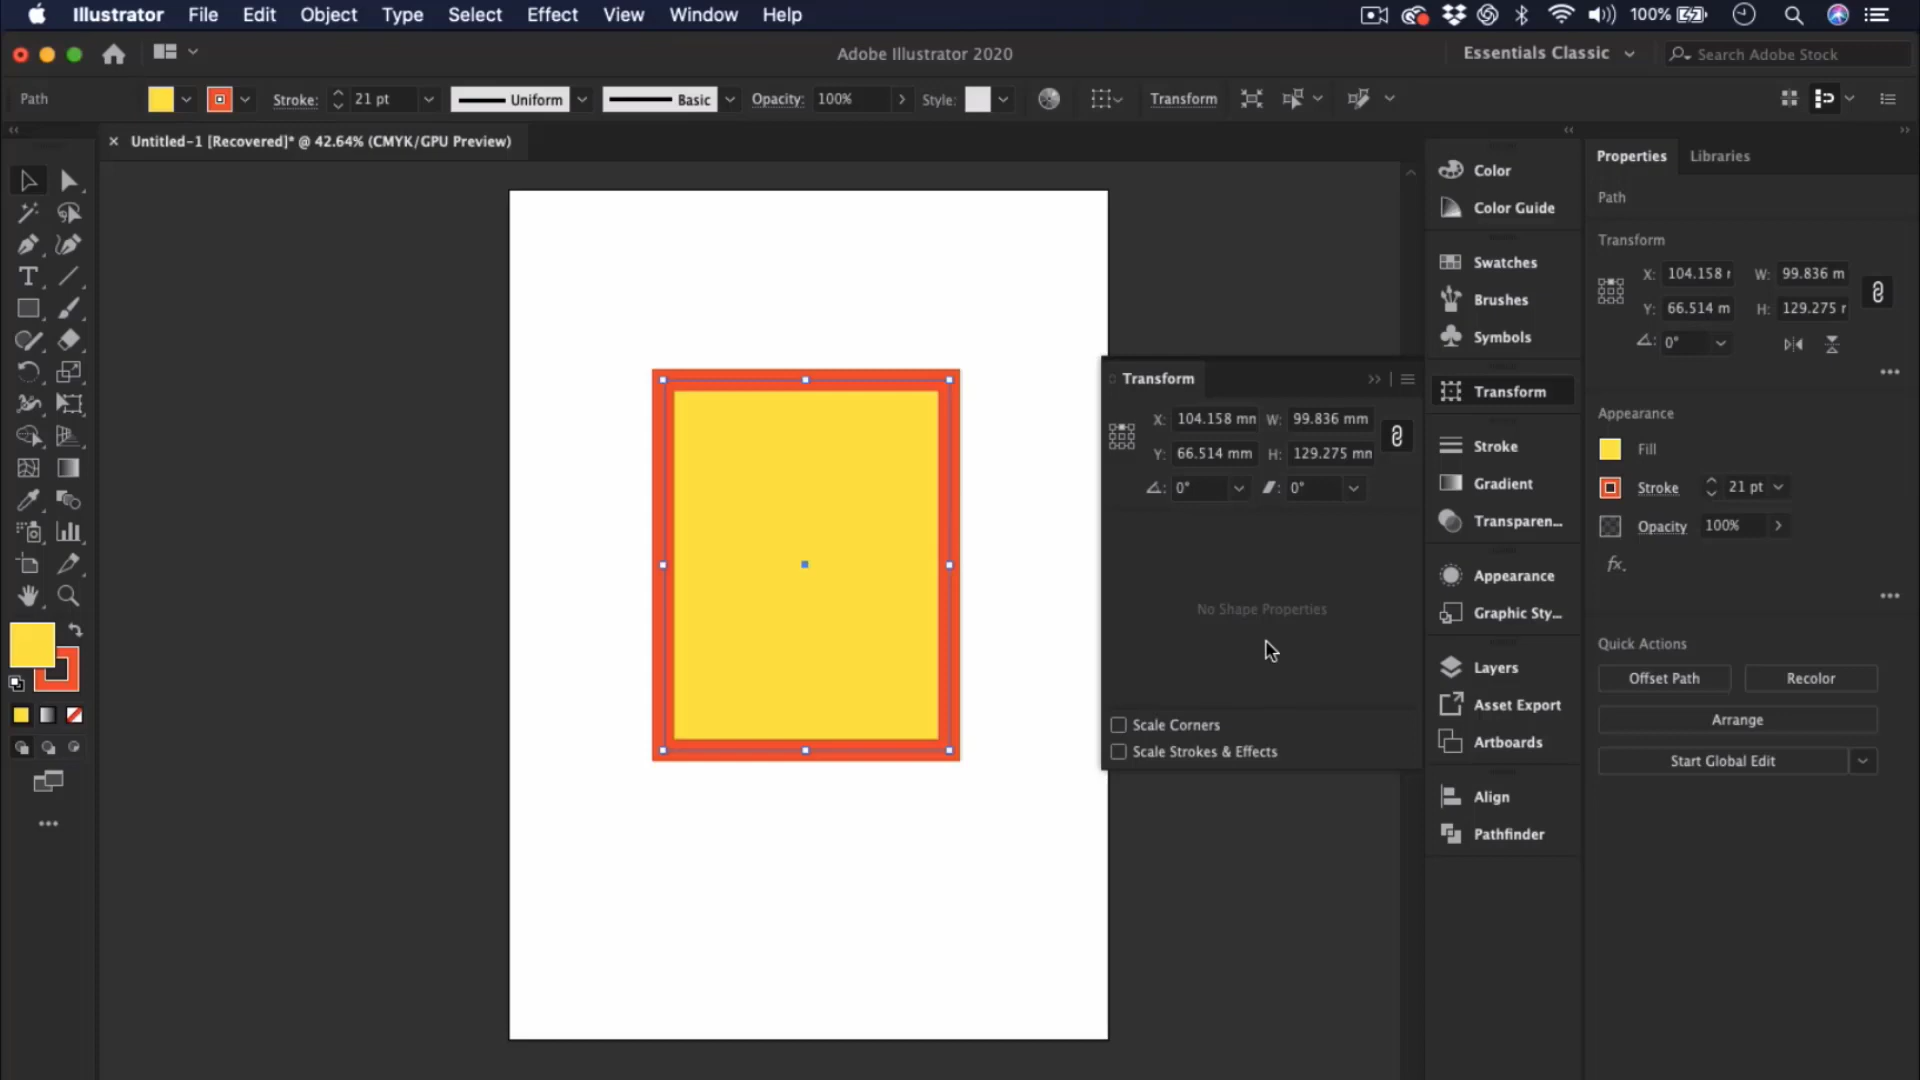 Illustrator File Edit Object Type Select Effect View Window Help 100%
Adobe Illustrator 2020 Essentials Classic Search Adobe Stock
Path Stroke: 21 pt Uniform Basic Opacity: 100% Style: Transform
× Untitled-1 [Recovered]* @ 42.64% (CMYK/GPU Preview)
Color
Color Guide
Swatches
Brushes
Symbols
Transform
Stroke
Gradient
Transparen...
Appearance
Graphic Sty...
Layers
Asset Export
Artboards
Align
Pathfinder
Transform
X: 104.158 mm W: 99.836 mm
Y: 66.514 mm H: 129.275 mm
0° 0°
No Shape Properties
Scale Corners
Scale Strokes & Effects
Properties Libraries
Path
Transform
X: 104.158 W: 99.836 m
Y: 66.514 m H: 129.275
0°
Appearance
Fill
Stroke 21 pt
Opacity 100%
fx.
Quick Actions
Offset Path Recolor
Arrange
Start Global Edit